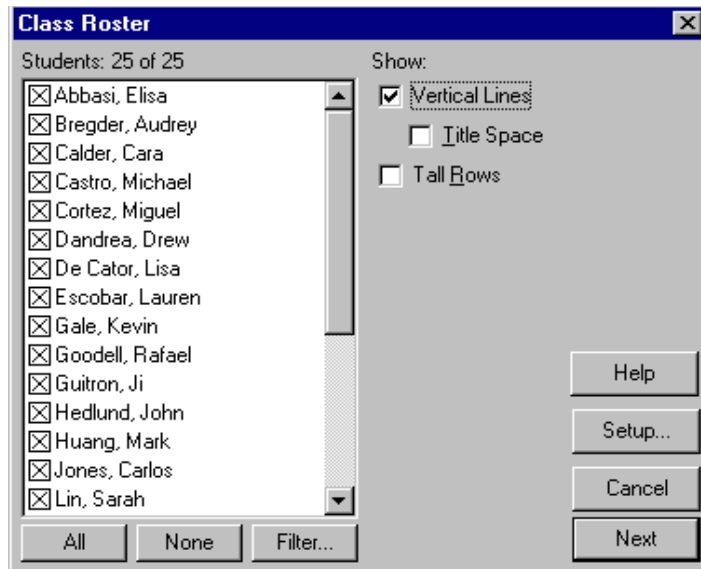 Class Roster
Students: 25 of 25
Abbasi, Elisa
Bregder, Audrey
Calder, Cara
Castro, Michael
Cortez, Miguel
Dandrea, Drew
De Cator, Lisa
Escobar, Lauren
Gale, Kevin
Goodell, Rafael
Guitron, Ji
Hedlund, John
Huang, Mark
Jones, Carlos
Lin, Sarah
All None Filter...
Show:
Vertical Lines
Title Space
Tall Rows
Help
Setup...
Cancel
Next